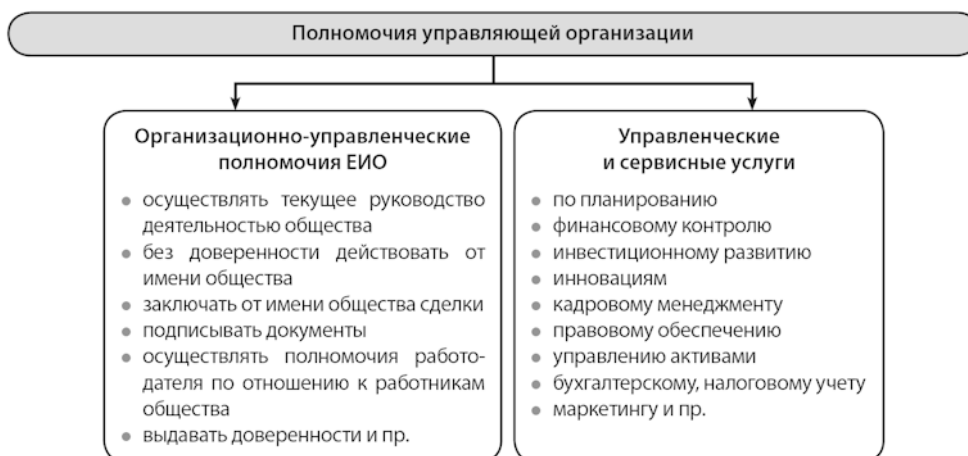 Полномочия управляющей организации
Организационно-управленческие
полномочия ЕИО
• осуществлять текущее руководство
деятельностью общества
• без доверенности действовать от
имени общества
• заключать от имени общества сделки
• подписывать документы
• осуществлять полномочия работо-
дателя по отношению к работникам
общества
• выдавать доверенности и пр.
Управленческие
и сервисные услуги
• по планированию
• финансовому контролю
• инвестиционному развитию
• инновациям
• кадровому менеджменту
• правовому обеспечению
• управлению активами
• бухгалтерскому, налоговому учету
• маркетингу и пр.